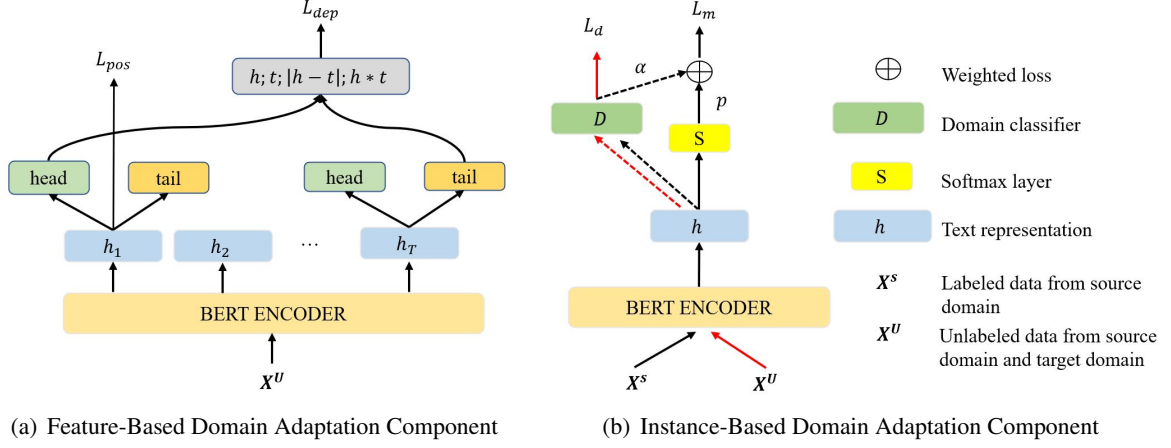 L_dep
L_pos
h; t; |h − t|; h ∗ t
head
tail
head
tail
h_1
h_2
...
h_T
BERT ENCODER
X^U
(a) Feature-Based Domain Adaptation Component
L_m
L_d
α
p
D
S
h
BERT ENCODER
X^s
X^U
(b) Instance-Based Domain Adaptation Component
⊕ Weighted loss
D Domain classifier
S Softmax layer
h Text representation
X^s Labeled data from source
domain
X^U Unlabeled data from source
domain and target domain